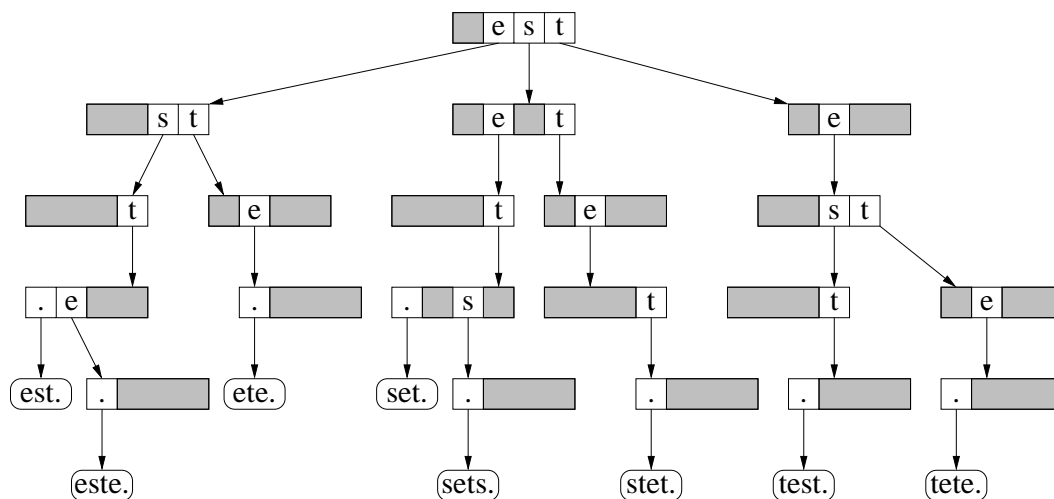 e s t
s t e t e
t e t e s t
. e . . s t t e
est. . ete. set. . . . .
este. sets. stet. test. tete.